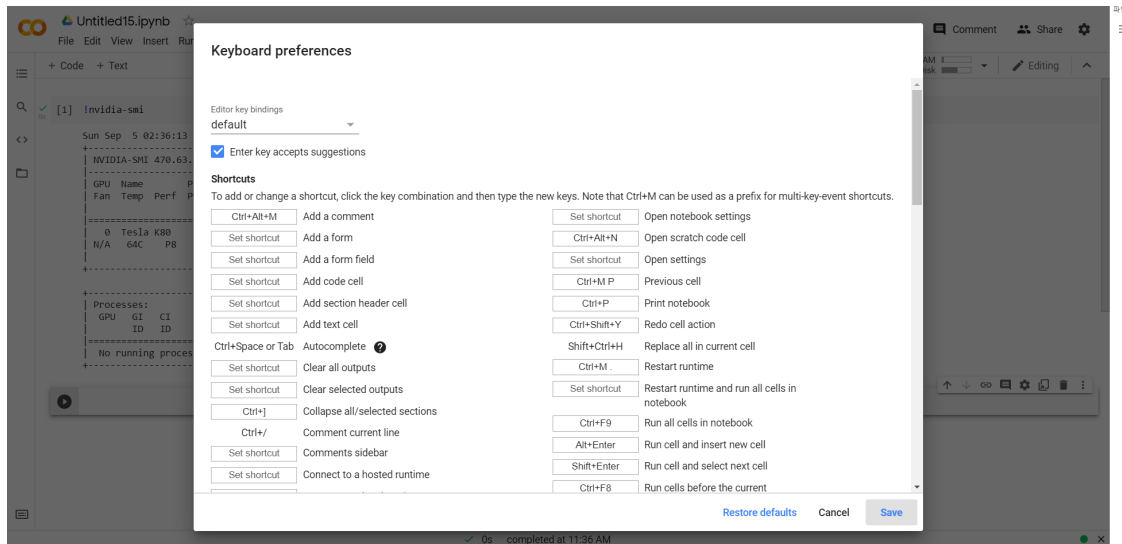 Untitled15.ipynb
File Edit View Insert Run
Comment Share
+ Code + Text
Editing
[1] !nvidia-smi
Sun Sep 5 02:36:13
NVIDIA-SMI 470.63.
GPU Name P
Fan Temp Perf P
0 Tesla K80
N/A 64C P8
Processes:
GPU GI CI
ID ID
No running proces
Keyboard preferences
Editor key bindings
default
Enter key accepts suggestions
Shortcuts
To add or change a shortcut, click the key combination and then type the new keys. Note that Ctrl+M can be used as a prefix for multi-key-event shortcuts.
Ctrl+Alt+M Add a comment
Set shortcut Add a form
Set shortcut Add a form field
Set shortcut Add code cell
Set shortcut Add section header cell
Set shortcut Add text cell
Ctrl+Space or Tab Autocomplete
Set shortcut Clear all outputs
Set shortcut Clear selected outputs
Ctrl+] Collapse all/selected sections
Ctrl+/ Comment current line
Set shortcut Comments sidebar
Set shortcut Connect to a hosted runtime
Set shortcut Open notebook settings
Ctrl+Alt+N Open scratch code cell
Set shortcut Open settings
Ctrl+M P Previous cell
Ctrl+P Print notebook
Ctrl+Shift+Y Redo cell action
Shift+Ctrl+H Replace all in current cell
Ctrl+M . Restart runtime
Set shortcut Restart runtime and run all cells in
notebook
Ctrl+F9 Run all cells in notebook
Alt+Enter Run cell and insert new cell
Shift+Enter Run cell and select next cell
Ctrl+F8 Run cells before the current
Restore defaults Cancel Save
0s completed at 11:36 AM